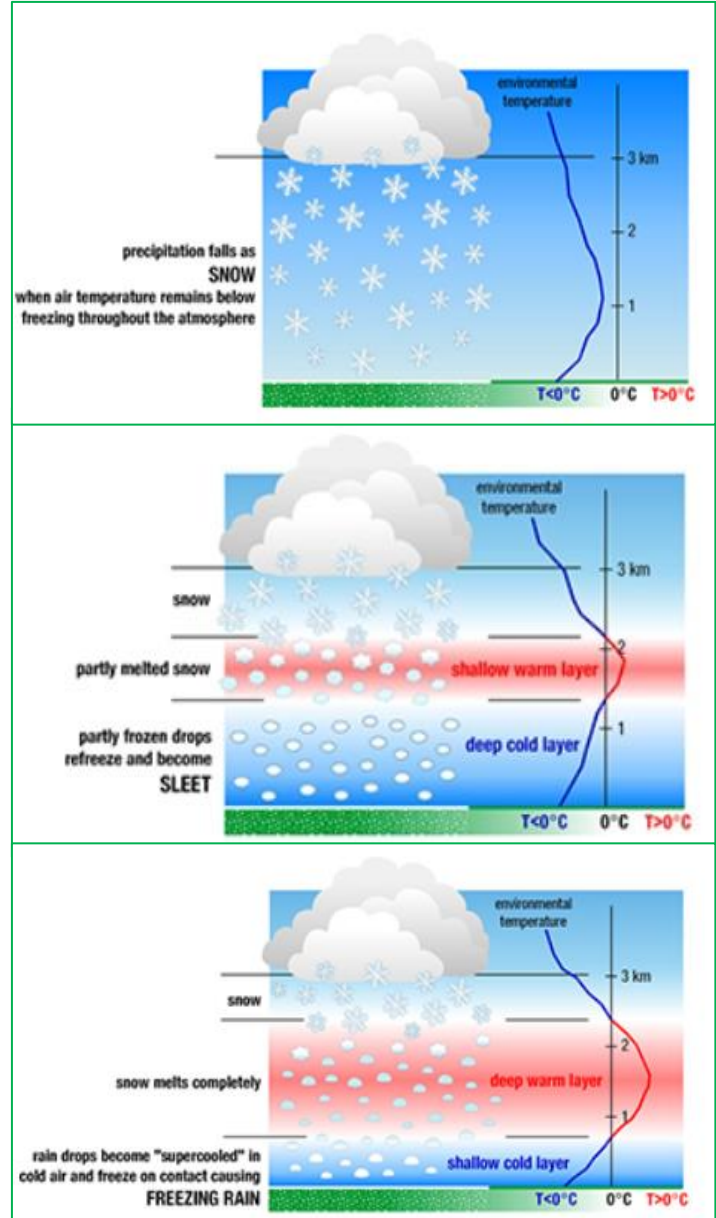 environmental
temperature
3 km
precipitation falls as
SNOW
when air temperature remains below
freezing throughout the atmosphere
2
1
T<0°C 0°C T>0°C
environmental
temperature
3 km
snow
2
partly melted snow
shallow warm layer
1
partly frozen drops
refreeze and become
SLEET
deep cold layer
T<0°C 0°C T>0°C
environmental
temperature
3 km
snow
2
snow melts completely
deep warm layer
1
rain drops become "supercooled" in
cold air and freeze on contact causing
FREEZING RAIN
shallow cold layer
T<0°C 0°C T>0°C